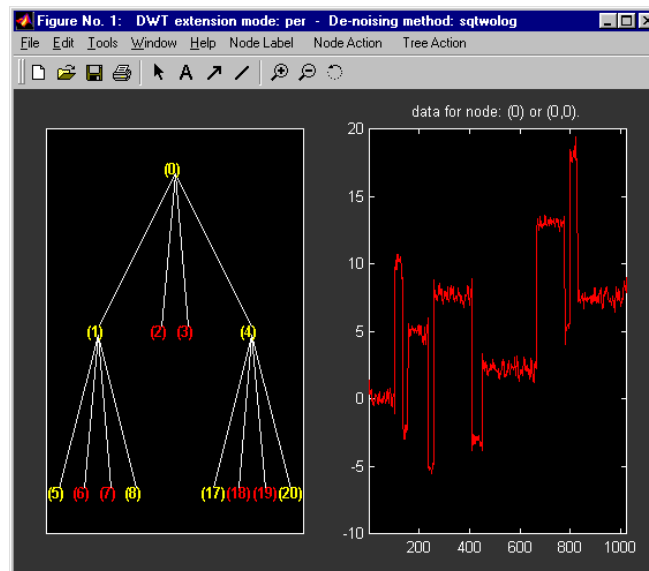 Figure No. 1: DWT extension mode: per - De-noising method: sqtwolog
File Edit Tools Window Help Node Label Node Action Tree Action
A
data for node: (0) or (0,0).
(0)
(1) (2) (3) (4)
(5) (6) (7) (8) (17) (18) (19) (20)
20
15
10
5
0
-5
-10
200 400 600 800 1000